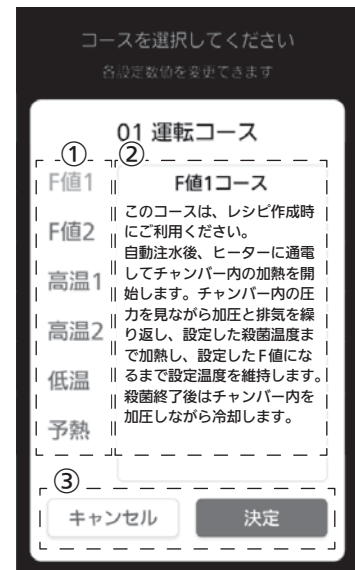 コースを選択してください
各設定数値を変更できます
01 運転コース
①
②
F値1
F値2
高温1
高温2
低温
予熱
F値1コース
このコースは、レシピ作成時
にご利用ください。
自動注水後、ヒーターに通電
してチャンバー内の加熱を開
始します。チャンバー内の圧
力を見ながら加圧と排気を繰
り返し、設定した殺菌温度ま
で加熱し、設定したF値にな
るまで設定温度を維持します。
殺菌終了後はチャンバー内を
加圧しながら冷却します。
③
キャンセル
決定